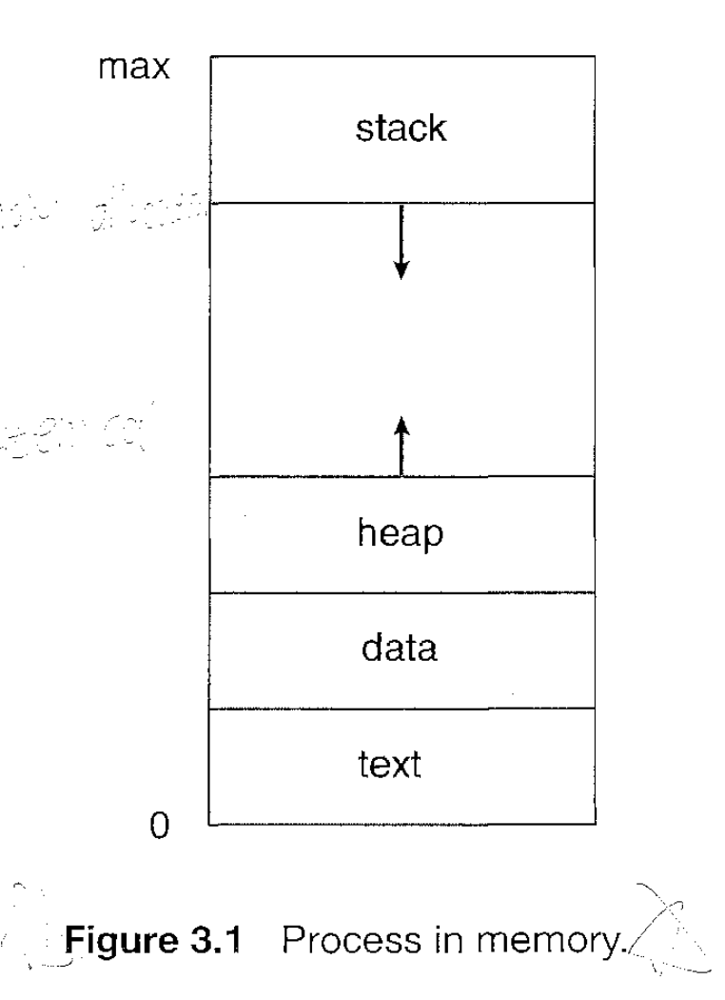 max
stack
heap
data
text
0
Figure 3.1 Process in memory.